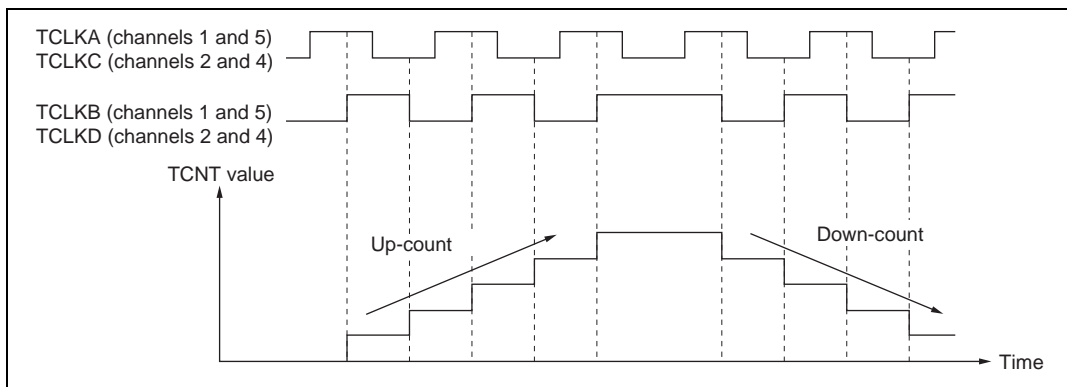 TCLKA (channels 1 and 5)
TCLKC (channels 2 and 4)
TCLKB (channels 1 and 5)
TCLKD (channels 2 and 4)
TCNT value
Up-count
Down-count
Time